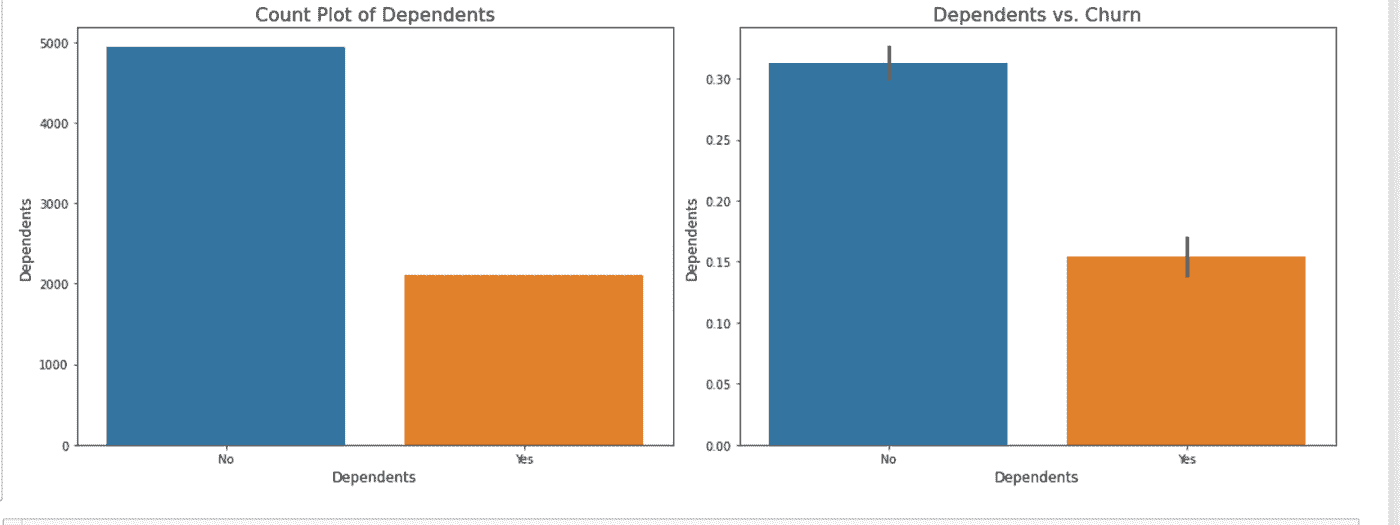 Count Plot of Dependents
5000
4000
3000
2000
1000
0
Dependents
No
Yes
Dependents
Dependents vs. Churn
0.30
0.25
0.20
0.15
0.10
0.05
0.00
Dependents
No
Yes
Dependents